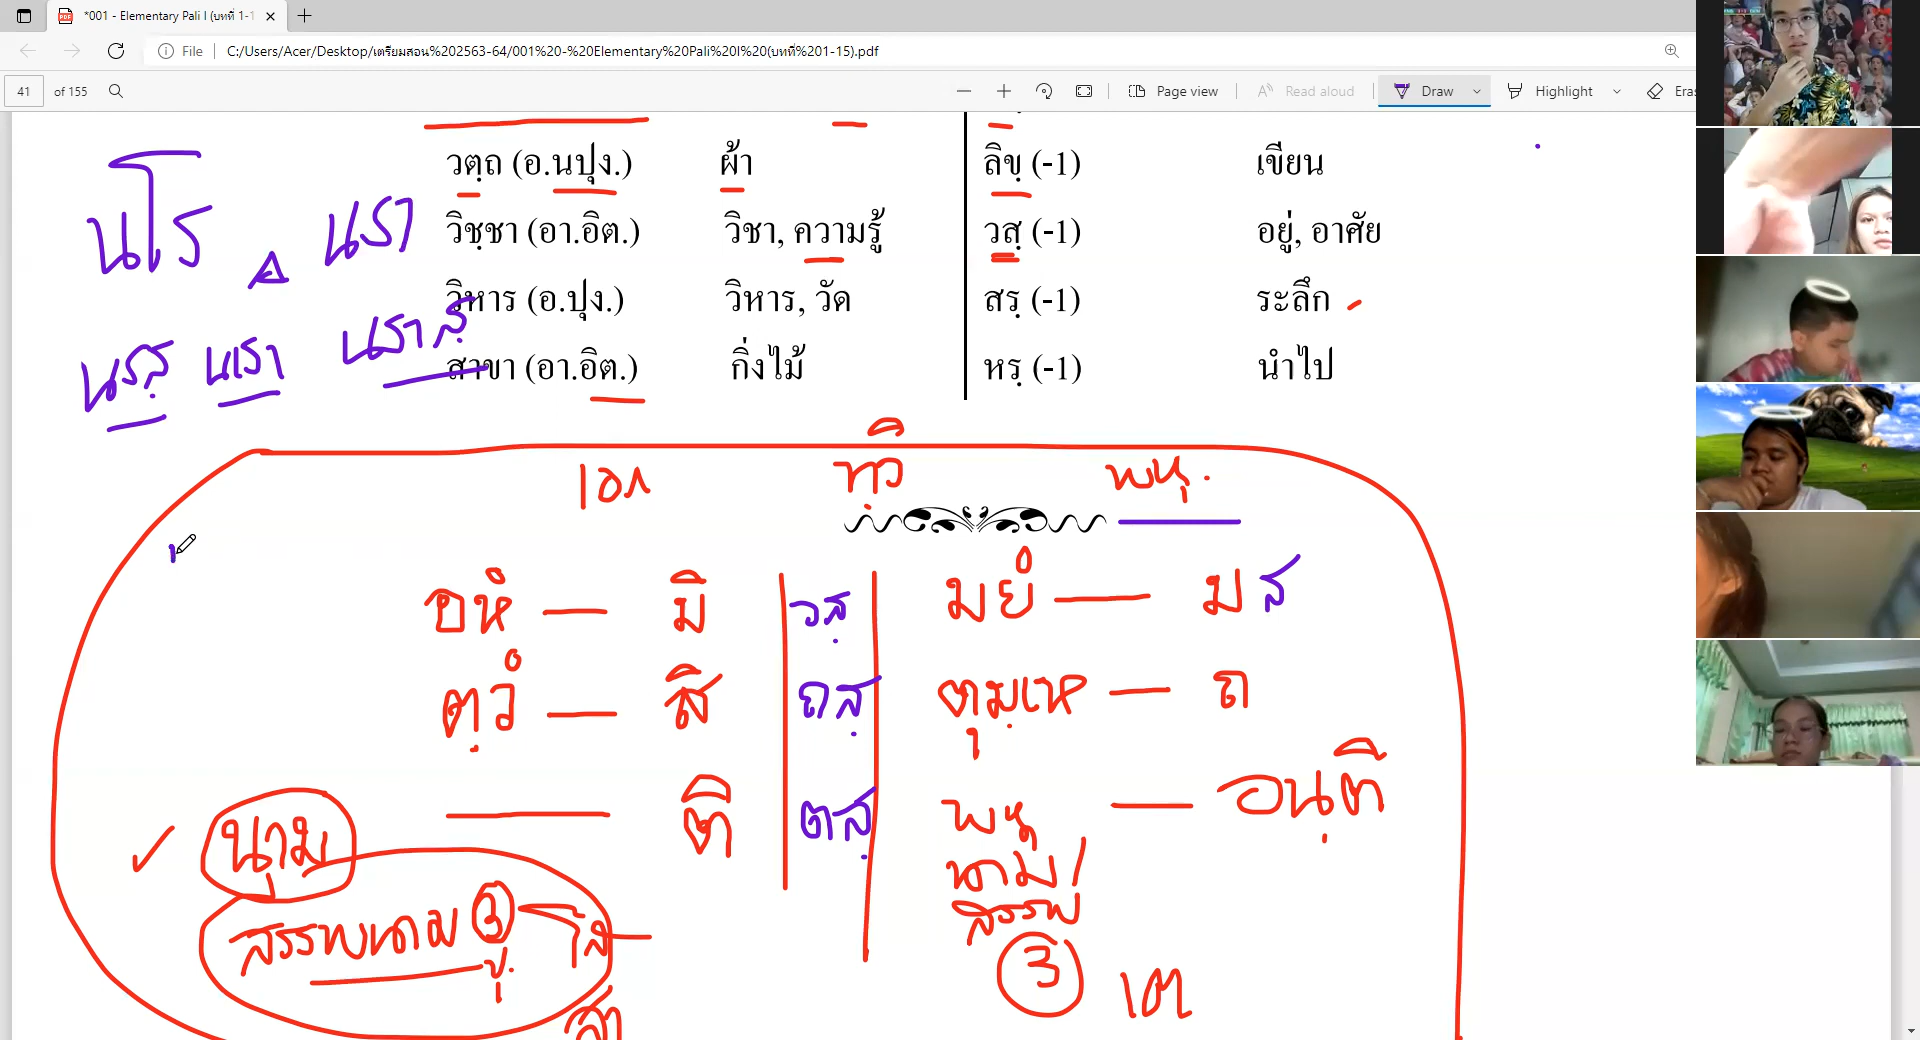 *001 - Elementary Pali I (บทที่ 1-1
File C:/Users/Acer/Desktop/เตรียมสอน%202563-64/001%20-%20Elementary%20Pali%20I%20(บทที่%201-15).pdf
41 of 155 Page view Read aloud Draw Highlight Eras
วตฺถ (อ.นปุง.) ผ้า ลิขฺ (-1) เขียน
วิชฺชา (อา.อิต.) วิชา, ความรู้ วสฺ (-1) อยู่, อาศัย
วิหาร (อ.ปุง.) วิหาร, วัด สรฺ (-1) ระลึก
สาขา (อา.อิต.) กิ่งไม้ หรฺ (-1) นำไป
นโร นรา
นรสฺ นเรา นราสฺ
เอก ทฺวิ พหุ.
อหํ — มิ วสฺ มยํ — ม ส
ตฺวํ — สิ ถสฺ ตุมฺเห — ถ
— ติ ตสฺ พหุ — อนฺติ
นาม นาม /
สรรพนาม 3 โส สรรพ
ปุ. 3 เต
สา